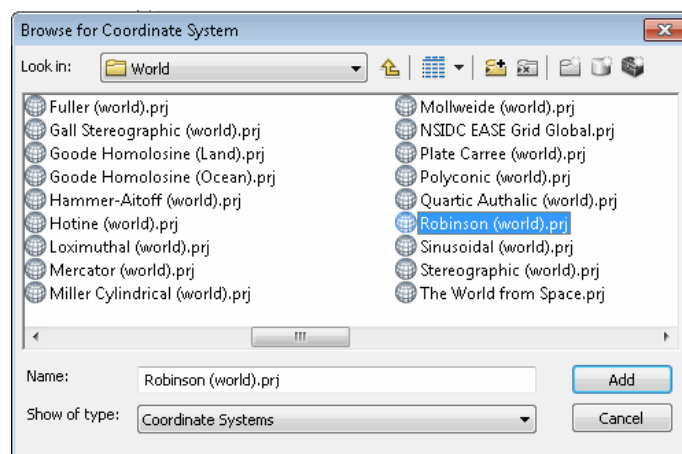 Browse for Coordinate System
Look in: World
Fuller (world).prj
Gall Stereographic (world).prj
Goode Homolosine (Land).prj
Goode Homolosine (Ocean).prj
Hammer-Aitoff (world).prj
Hotine (world).prj
Loximuthal (world).prj
Mercator (world).prj
Miller Cylindrical (world).prj
Mollweide (world).prj
NSIDC EASE Grid Global.prj
Plate Carree (world).prj
Polyconic (world).prj
Quartic Authalic (world).prj
Robinson (world).prj
Sinusoidal (world).prj
Stereographic (world).prj
The World from Space.prj
Name: Robinson (world).prj Add
Show of type: Coordinate Systems Cancel